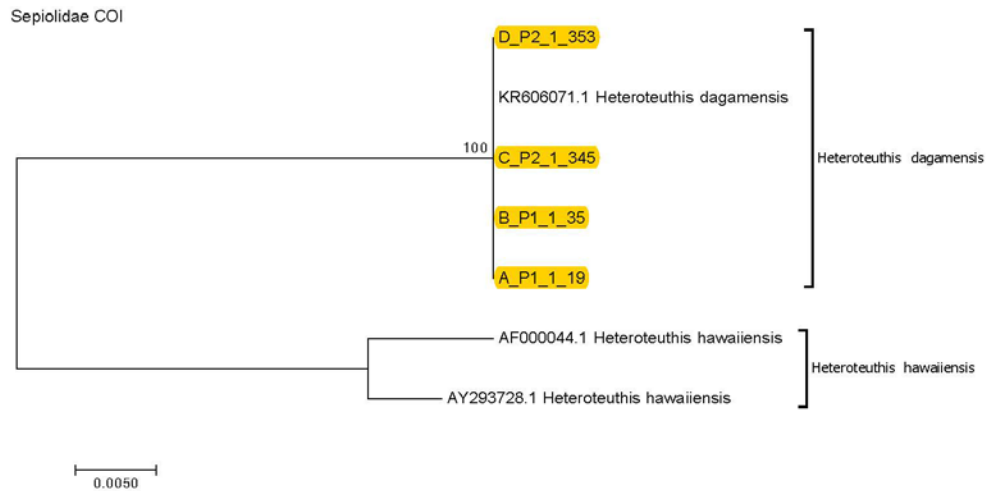 Sepiolidae COI
D_P2_1_353
KR606071.1 Heteroteuthis dagamensis
100
C_P2_1_345
Heteroteuthis dagamensis
B_P1_1_35
A_P1_1_19
AF000044.1 Heteroteuthis hawaiiensis
Heteroteuthis hawaiiensis
AY293728.1 Heteroteuthis hawaiiensis
0.0050